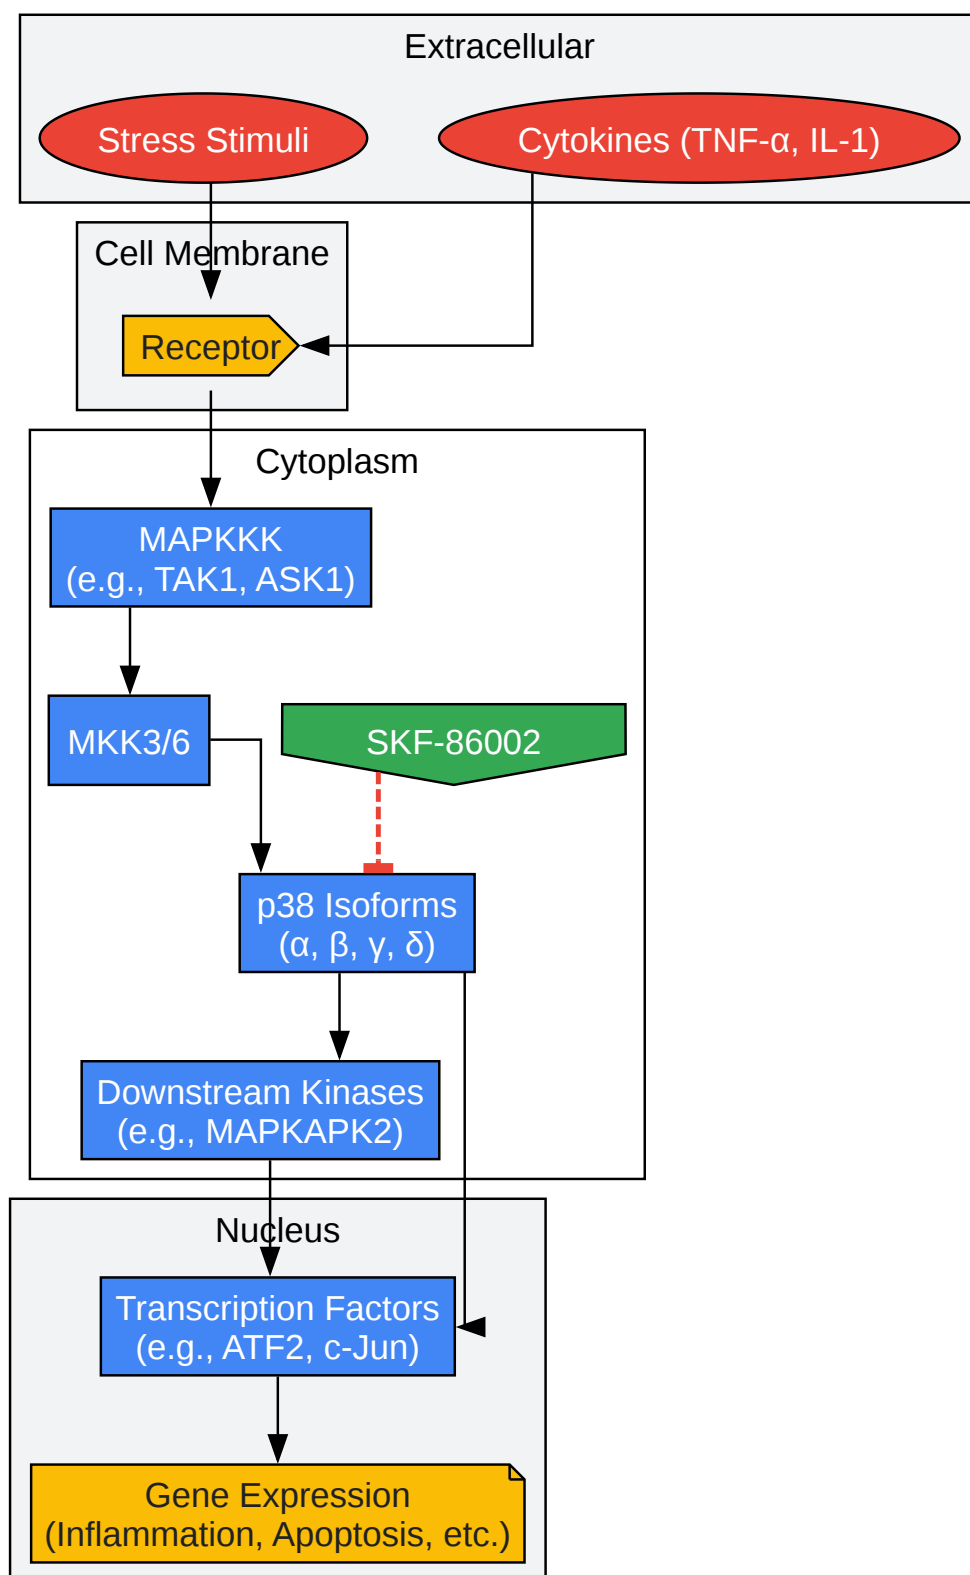 Extracellular
Stress Stimuli
Cytokines (TNF-α, IL-1)
Cell Membrane
Receptor
Cytoplasm
MAPKKK
(e.g., TAK1, ASK1)
MKK3/6
SKF-86002
p38 Isoforms
(α, β, γ, δ)
Downstream Kinases
(e.g., MAPKAPK2)
Nucleus
Transcription Factors
(e.g., ATF2, c-Jun)
Gene Expression
(Inflammation, Apoptosis, etc.)